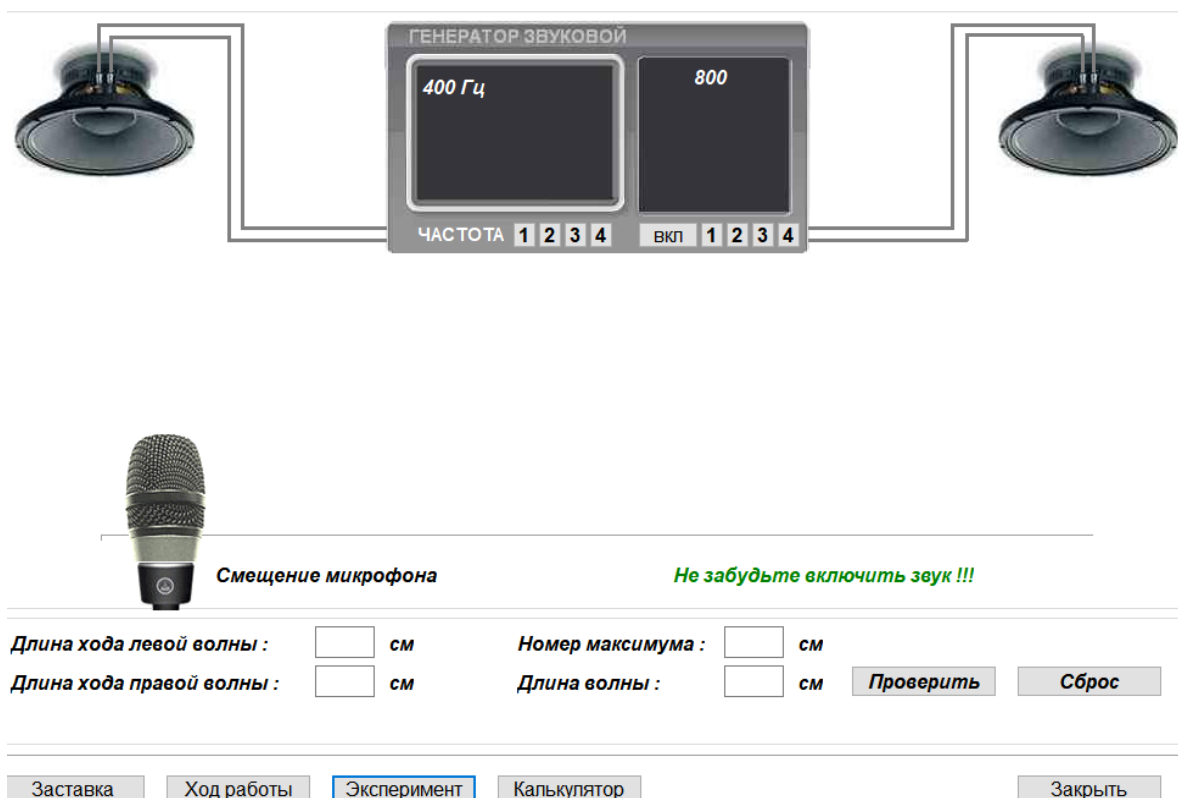 ГЕНЕРАТОР ЗВУКОВОЙ
400 Гц
800
ЧАСТОТА 1 2 3 4 ВКЛ 1 2 3 4
Смещение микрофона Не забудьте включить звук !!!
Длина хода левой волны : см Номер максимума : см
Длина хода правой волны : см Длина волны : см Проверить Сброс
Заставка Ход работы Эксперимент Калькулятор Закрыть